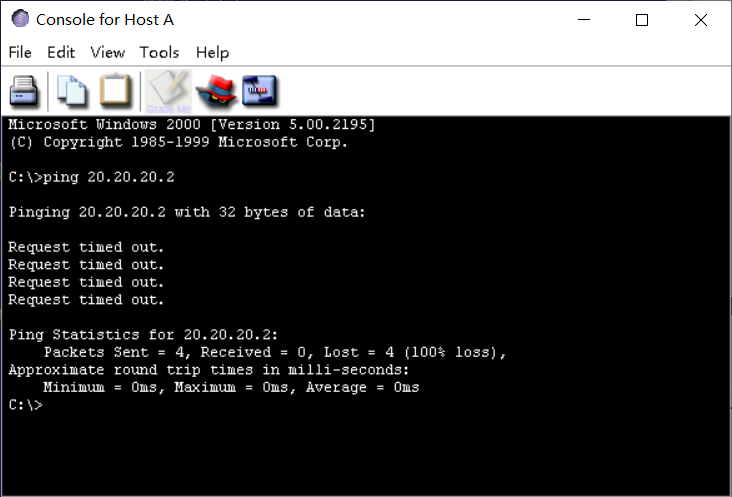 Console for Host A
File Edit View Tools Help
Grade Me
Microsoft Windows 2000 [Version 5.00.2195]
(C) Copyright 1985-1999 Microsoft Corp.
C:\>ping 20.20.20.2
Pinging 20.20.20.2 with 32 bytes of data:
Request timed out.
Request timed out.
Request timed out.
Request timed out.
Ping Statistics for 20.20.20.2:
Packets Sent = 4, Received = 0, Lost = 4 (100% loss),
Approximate round trip times in milli-seconds:
Minimum = 0ms, Maximum = 0ms, Average = 0ms
C:\>